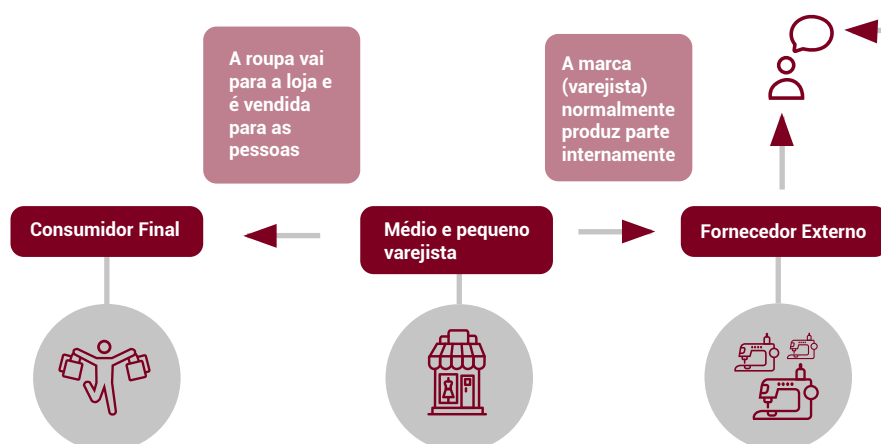 A roupa vai
para a loja e
é vendida
para as
pessoas
A marca
(varejista)
normalmente
produz parte
internamente
Consumidor Final
Médio e pequeno
varejista
Fornecedor Externo